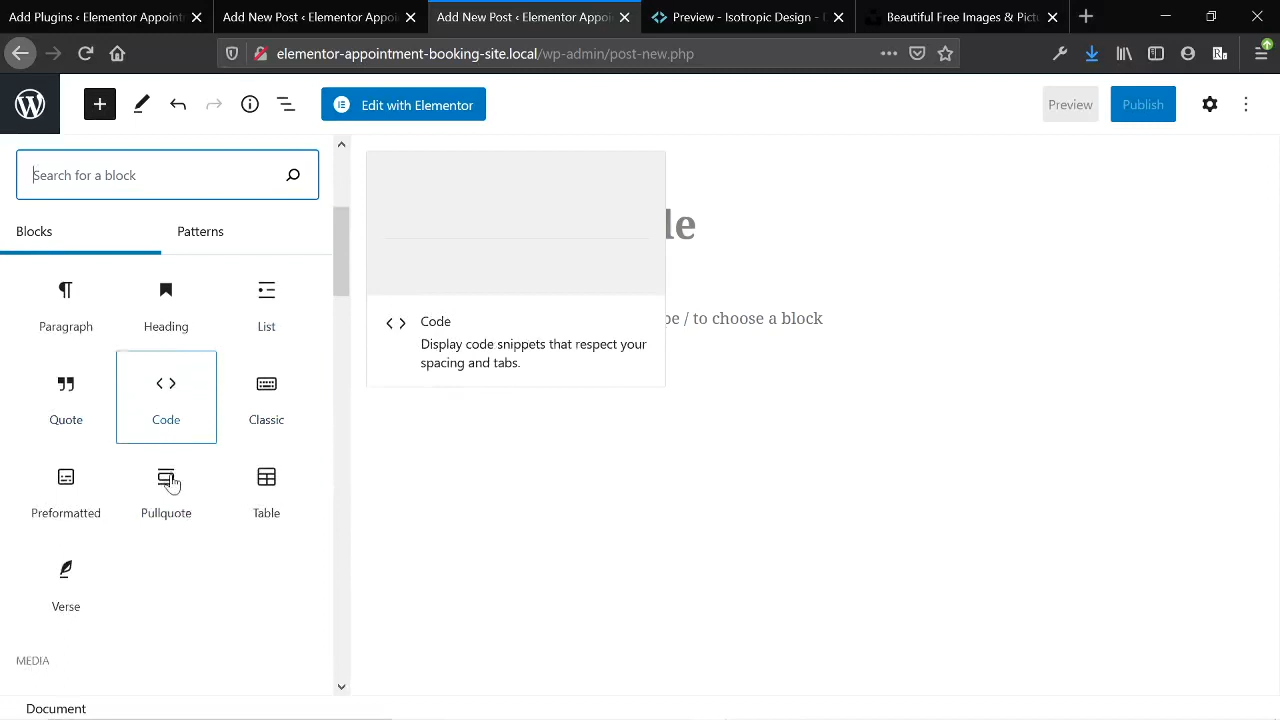 Add Plugins ‹ Elementor Appoint
Add New Post ‹ Elementor Appoi
Add New Post ‹ Elementor Appoi
Preview - Isotropic Design -
Beautiful Free Images & Pict
elementor-appointment-booking-site.local/wp-admin/post-new.php
Edit with Elementor
Preview
Publish
Search for a block
Blocks
Patterns
Paragraph
Heading
List
Quote
Code
Classic
Preformatted
Pullquote
Table
Verse
MEDIA
Code
Display code snippets that respect your
spacing and tabs.
le
pe / to choose a block
Document